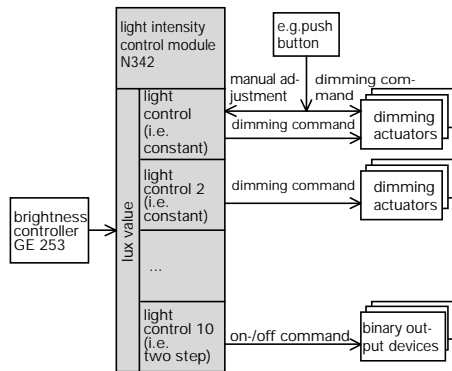 light intensity
control module
N342
e.g.push
button
manual ad-
justment
dimming com-
mand
light
control
(i.e.
constant)
dimming command
dimming
actuators
light
control 2
(i.e.
constant)
dimming command
dimming
actuators
brightness
controller
GE 253
lux value
...
light
control 10
(i.e.
two step)
on-/off command
binary out-
put devices